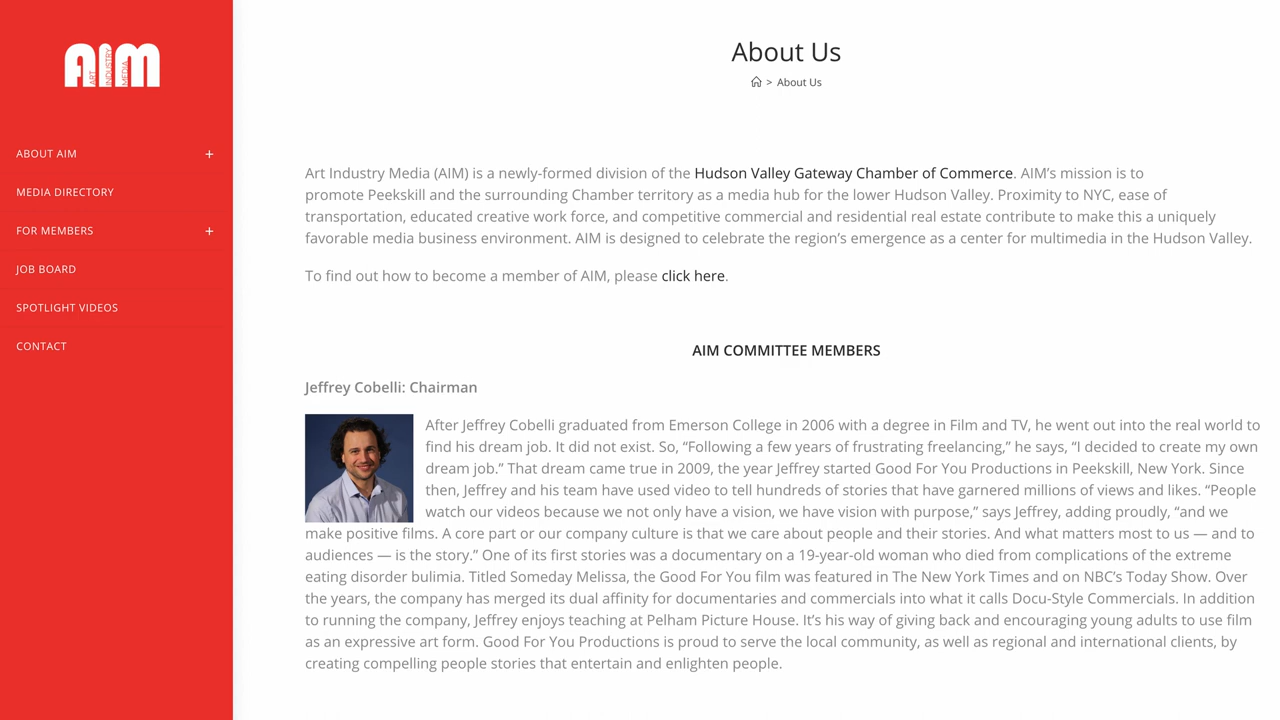 AIM
ART
INDUSTRY
MEDIA
ABOUT AIM +
MEDIA DIRECTORY
FOR MEMBERS +
JOB BOARD
SPOTLIGHT VIDEOS
CONTACT
About Us
> About Us
Art Industry Media (AIM) is a newly-formed division of the Hudson Valley Gateway Chamber of Commerce. AIM’s mission is to
promote Peekskill and the surrounding Chamber territory as a media hub for the lower Hudson Valley. Proximity to NYC, ease of
transportation, educated creative work force, and competitive commercial and residential real estate contribute to make this a uniquely
favorable media business environment. AIM is designed to celebrate the region’s emergence as a center for multimedia in the Hudson Valley.
To find out how to become a member of AIM, please click here.
AIM COMMITTEE MEMBERS
Jeffrey Cobelli: Chairman
After Jeffrey Cobelli graduated from Emerson College in 2006 with a degree in Film and TV, he went out into the real world to
find his dream job. It did not exist. So, “Following a few years of frustrating freelancing,” he says, “I decided to create my own
dream job.” That dream came true in 2009, the year Jeffrey started Good For You Productions in Peekskill, New York. Since
then, Jeffrey and his team have used video to tell hundreds of stories that have garnered millions of views and likes. “People
watch our videos because we not only have a vision, we have vision with purpose,” says Jeffrey, adding proudly, “and we
make positive films. A core part or our company culture is that we care about people and their stories. And what matters most to us — and to
audiences — is the story.” One of its first stories was a documentary on a 19-year-old woman who died from complications of the extreme
eating disorder bulimia. Titled Someday Melissa, the Good For You film was featured in The New York Times and on NBC’s Today Show. Over
the years, the company has merged its dual affinity for documentaries and commercials into what it calls Docu-Style Commercials. In addition
to running the company, Jeffrey enjoys teaching at Pelham Picture House. It’s his way of giving back and encouraging young adults to use film
as an expressive art form. Good For You Productions is proud to serve the local community, as well as regional and international clients, by
creating compelling people stories that entertain and enlighten people.